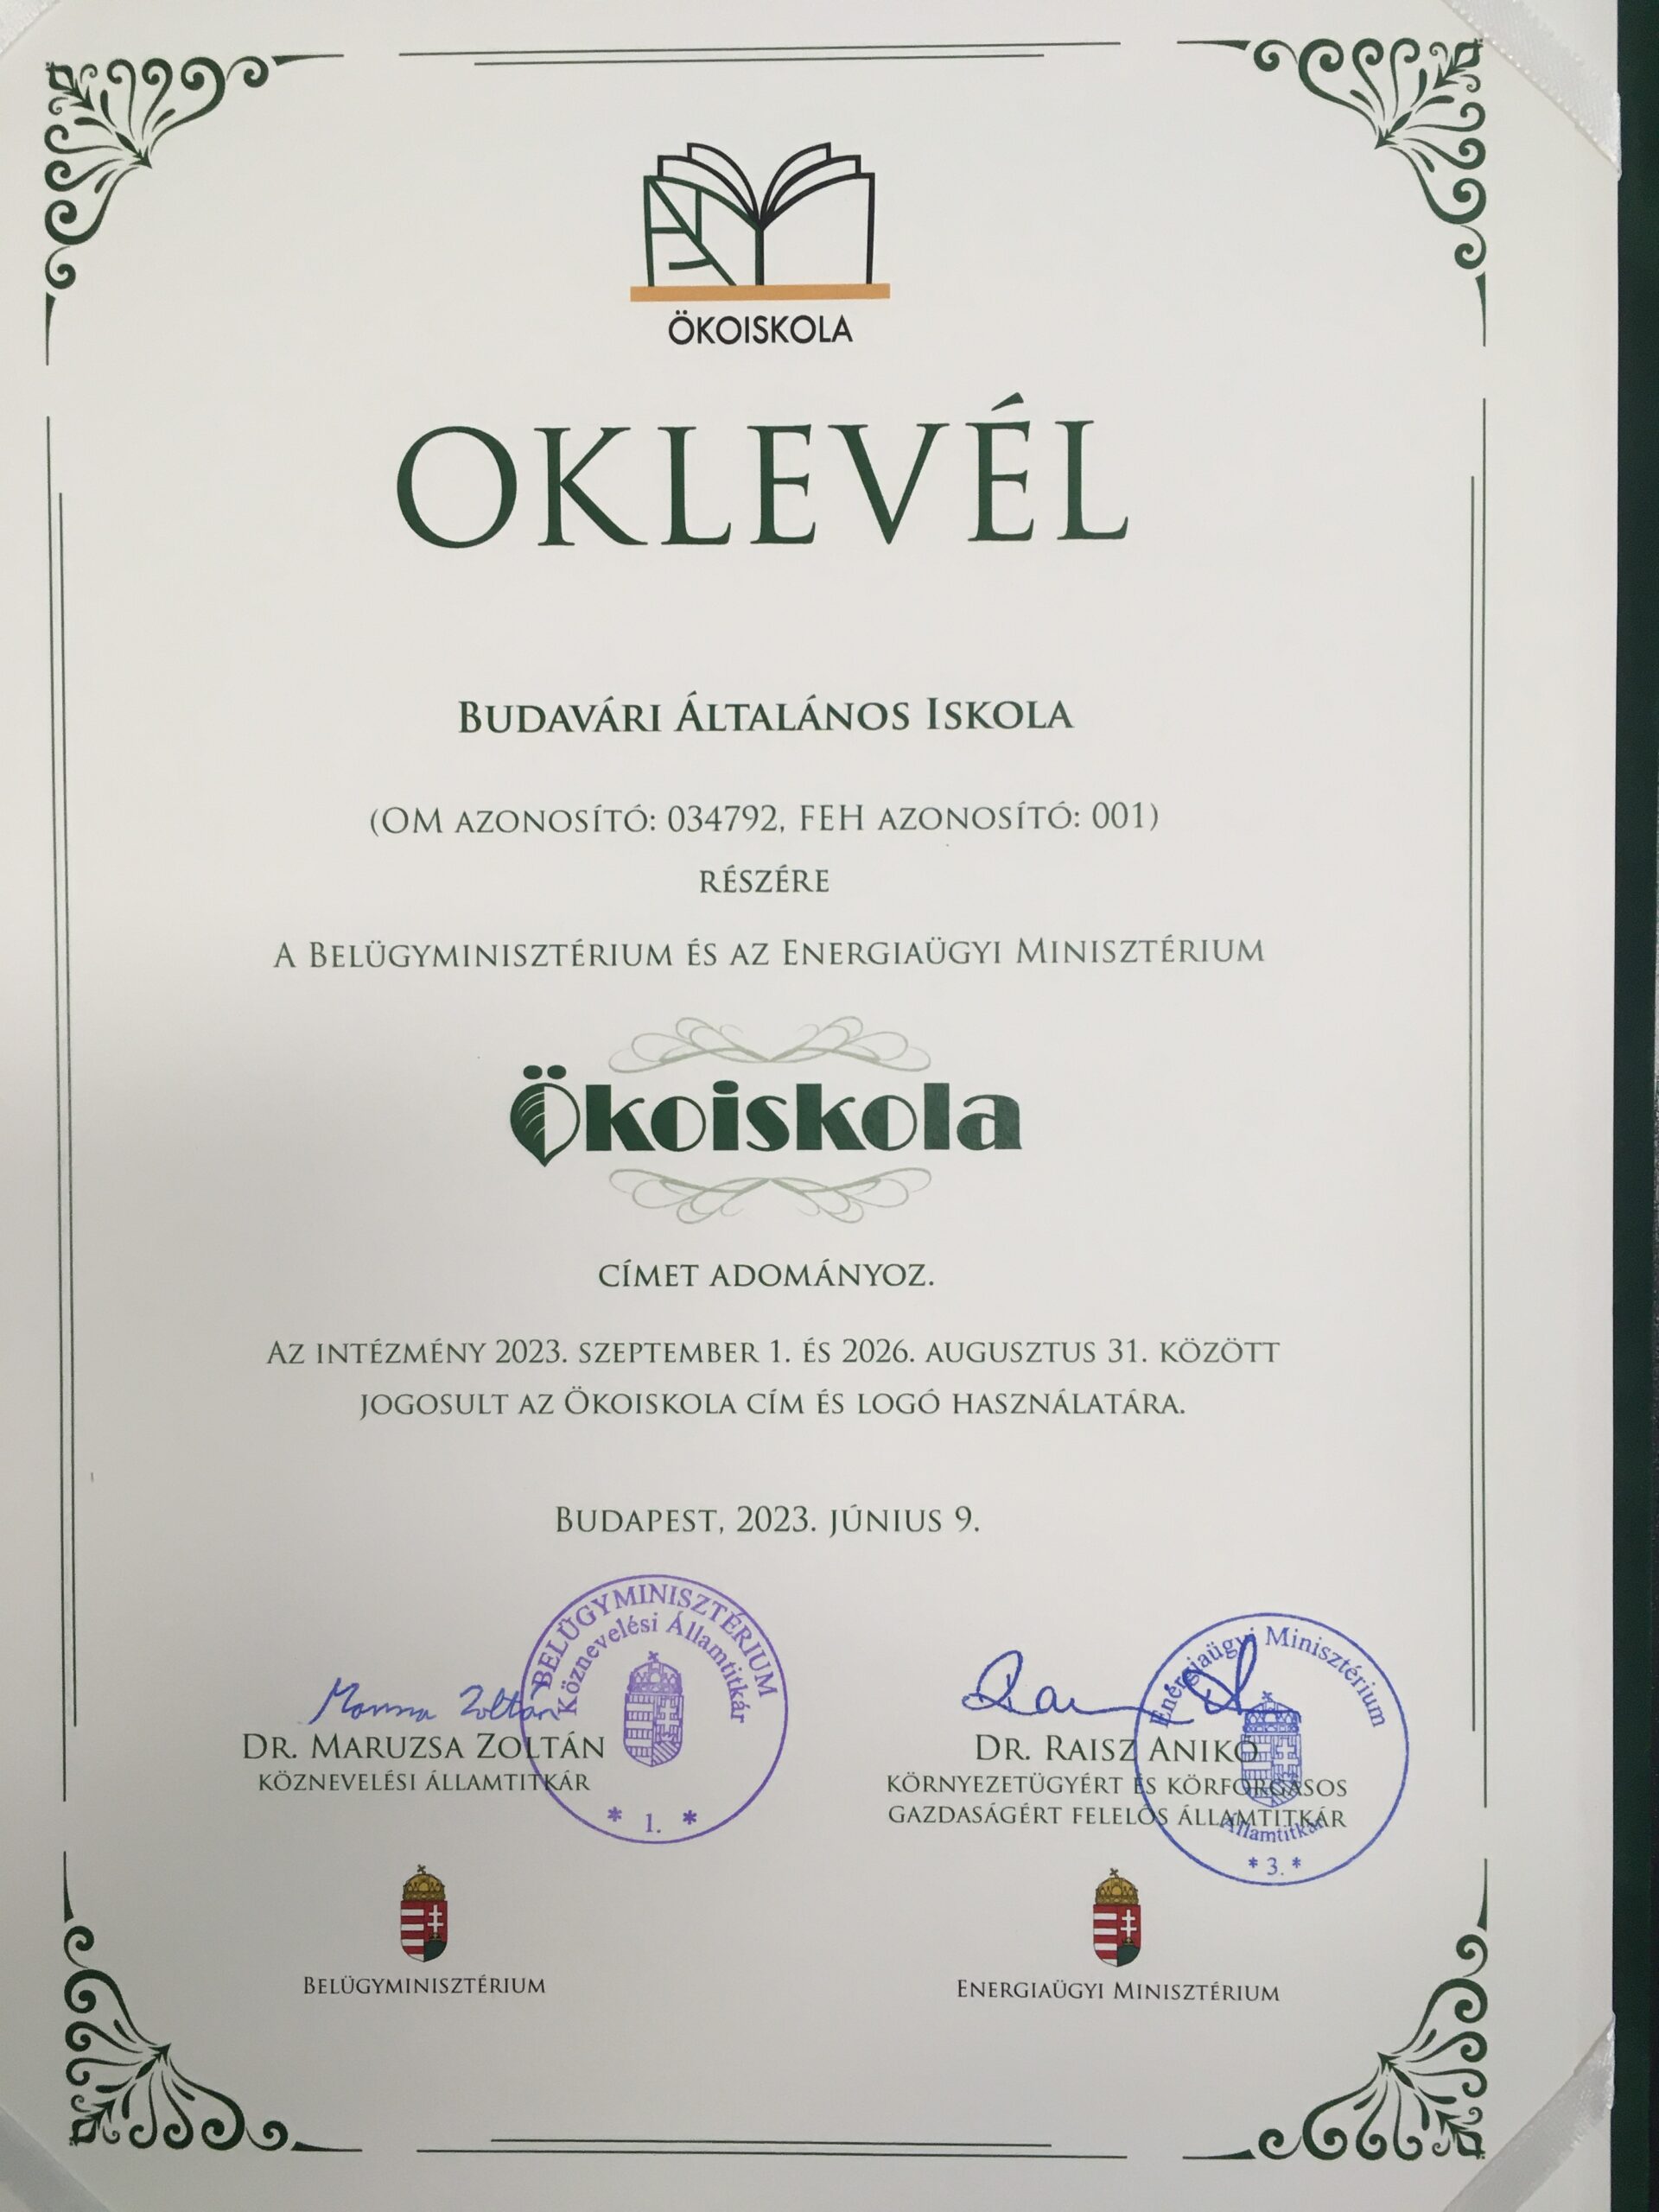 ÖKOISKOLA
OKLEVÉL
BUDAVÁRI ÁLTALÁNOS ISKOLA
(OM AZONOSÍTÓ: 034792, FEH AZONOSÍTÓ: 001)
RÉSZÉRE
A BELÜGYMINISZTÉRIUM ÉS AZ ENERGIAÜGYI MINISZTÉRIUM
Ökoiskola
CÍMET ADOMÁNYOZ.
AZ INTÉZMÉNY 2023. SZEPTEMBER 1. ÉS 2026. AUGUSZTUS 31. KÖZÖTT
JOGOSULT AZ ÖKOISKOLA CÍM ÉS LOGÓ HASZNÁLATÁRA.
BUDAPEST, 2023. JÚNIUS 9.
BELÜGYMINISZTÉRIUM
Köznevelési Államtitkár
* 1. *
Zoltán
DR. MARUZSA ZOLTÁN
KÖZNEVELÉSI ÁLLAMTITKÁR
Energiaügyi Minisztérium
Államtitkár
* 3. *
DR. RAISZ ANIKÓ
KÖRNYEZETÜGYÉRT ÉS KÖRFORGÁSOS
GAZDASÁGÉRT FELELŐS ÁLLAMTITKÁR
BELÜGYMINISZTÉRIUM
ENERGIAÜGYI MINISZTÉRIUM